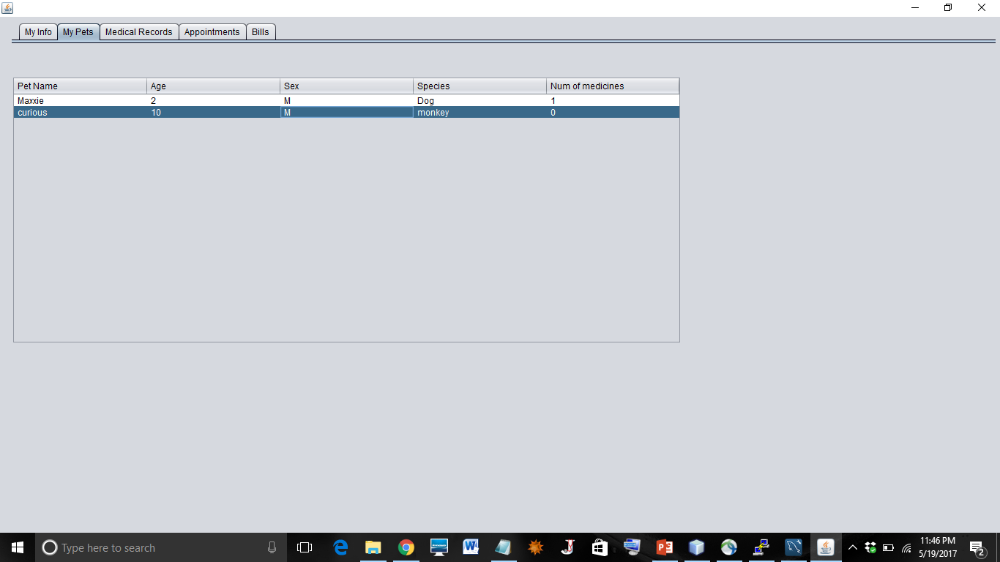 My Info My Pets Medical Records Appointments Bills
Pet Name Age Sex Species Num of medicines
Maxxie 2 M Dog 1
curious 10 M monkey 0
Type here to search
11:46 PM
5/19/2017
2